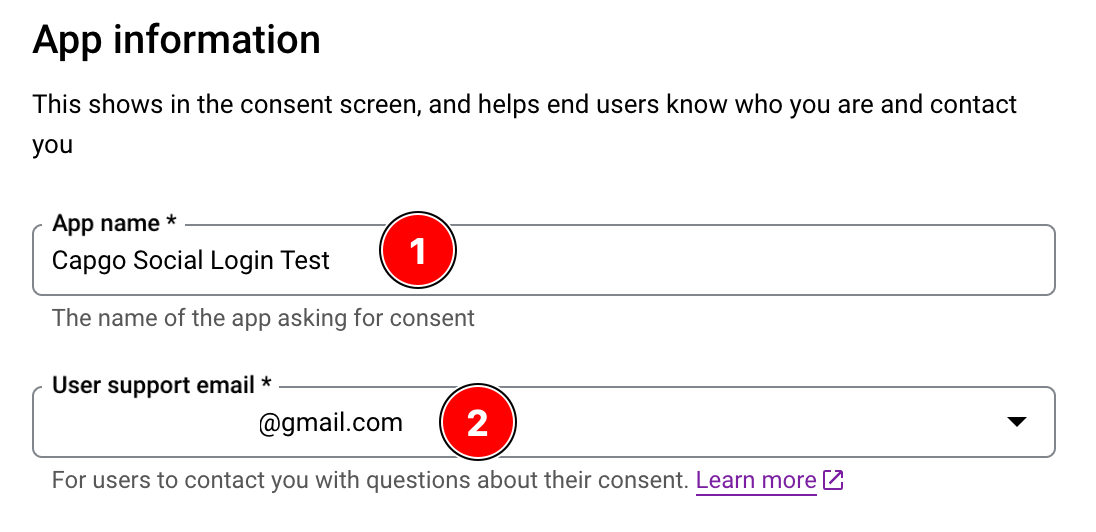 App information
This shows in the consent screen, and helps end users know who you are and contact
you
App name *
Capgo Social Login Test
1
The name of the app asking for consent
User support email *
@gmail.com
2
For users to contact you with questions about their consent. Learn more